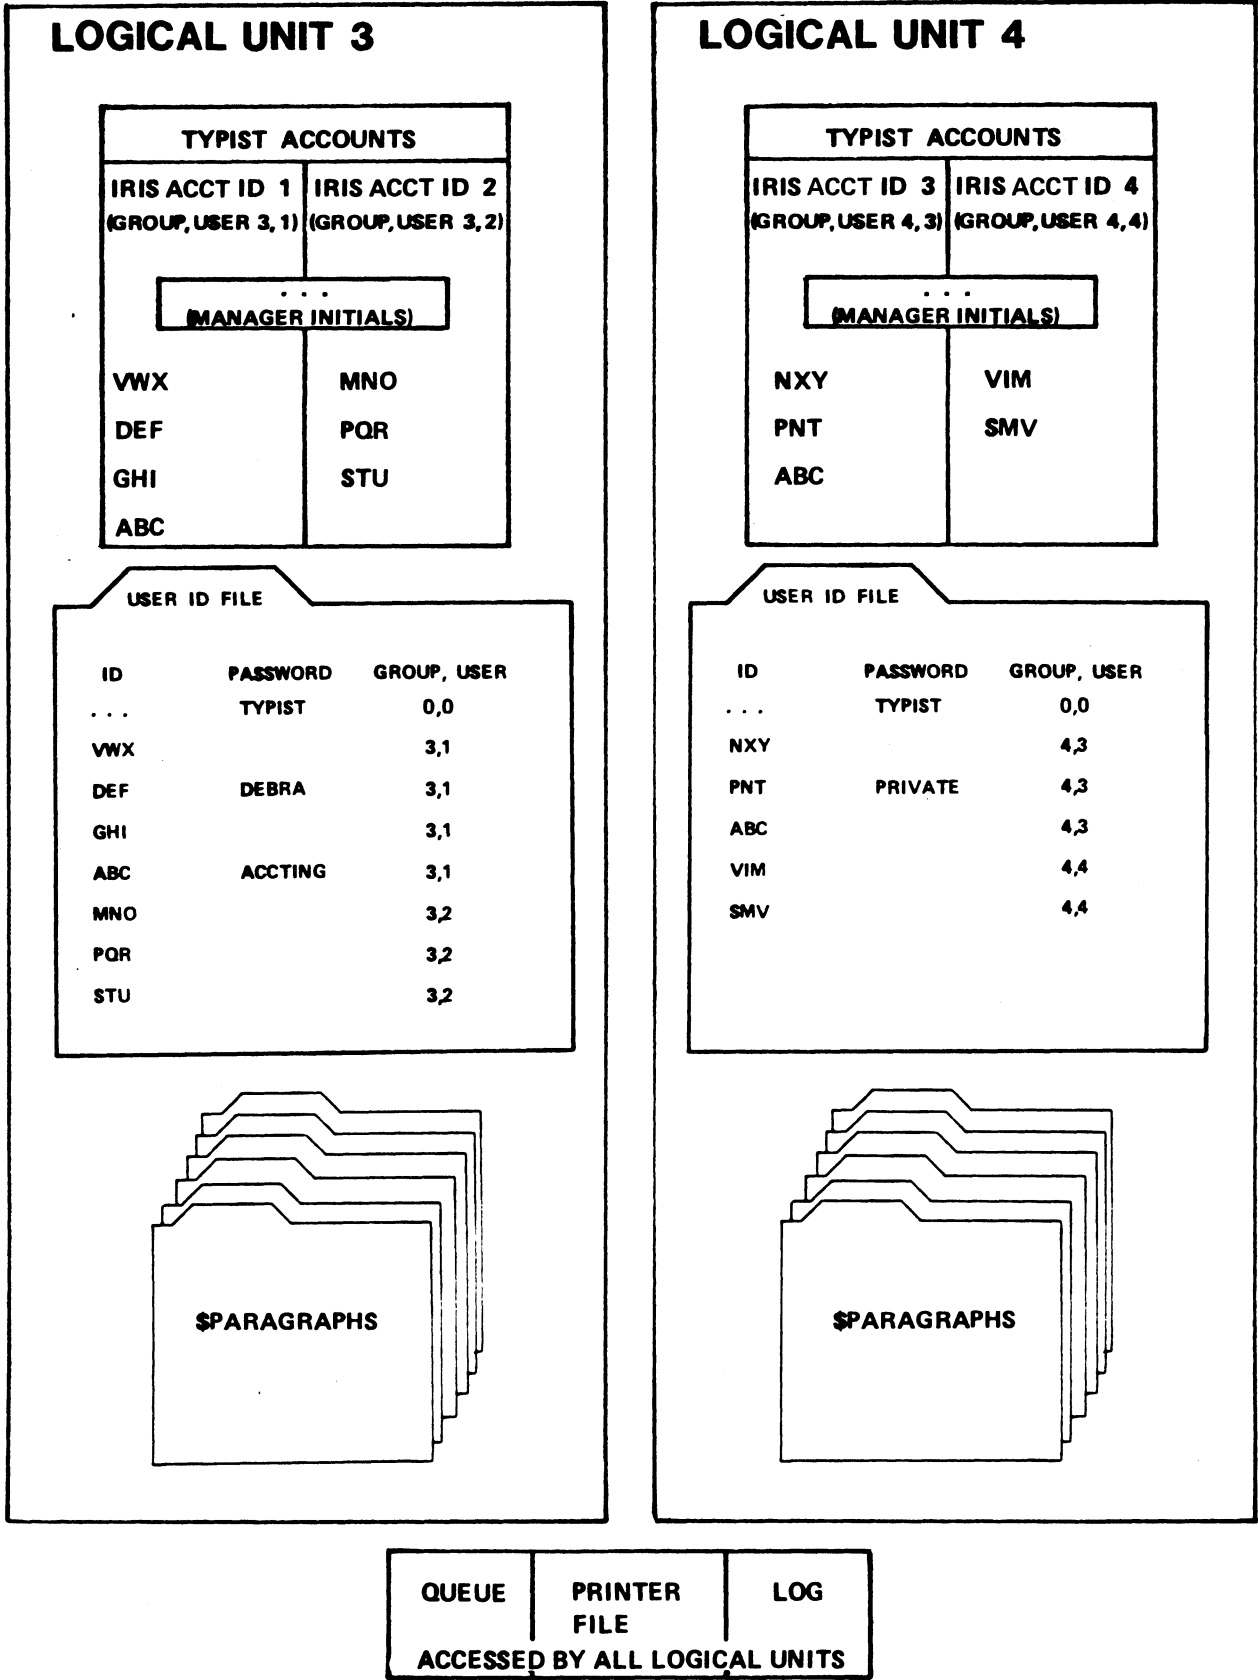 LOGICAL UNIT 3
TYPIST ACCOUNTS
IRIS ACCT ID 1 IRIS ACCT ID 2
(GROUP, USER 3, 1) (GROUP, USER 3,2)
. . .
(MANAGER INITIALS)
VWX MNO
DEF PQR
GHI STU
ABC
USER ID FILE
ID PASSWORD GROUP, USER
. . . TYPIST 0,0
VWX 3,1
DEF DEBRA 3,1
GHI 3,1
ABC ACCTING 3,1
MNO 3,2
PQR 3,2
STU 3,2
$PARAGRAPHS
LOGICAL UNIT 4
TYPIST ACCOUNTS
IRIS ACCT ID 3 IRIS ACCT ID 4
(GROUP, USER 4, 3) (GROUP, USER 4,4)
. . .
(MANAGER INITIALS)
NXY VIM
PNT SMV
ABC
USER ID FILE
ID PASSWORD GROUP, USER
. . . TYPIST 0,0
NXY 4,3
PNT PRIVATE 4,3
ABC 4,3
VIM 4,4
SMV 4,4
$PARAGRAPHS
QUEUE PRINTER LOG
FILE
ACCESSED BY ALL LOGICAL UNITS